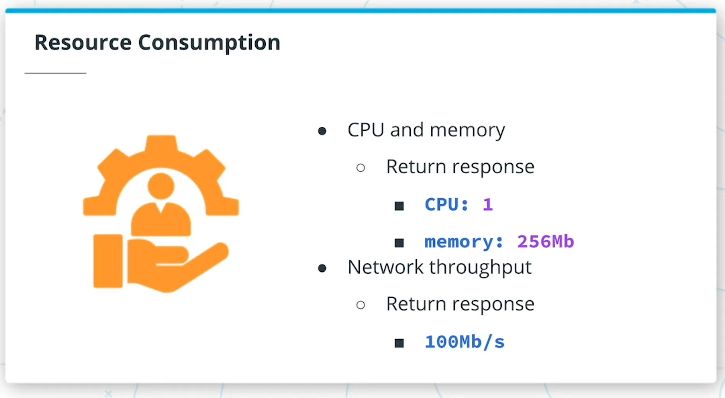 Resource Consumption
● CPU and memory
○ Return response
■ CPU: 1
■ memory: 256Mb
● Network throughput
○ Return response
■ 100Mb/s